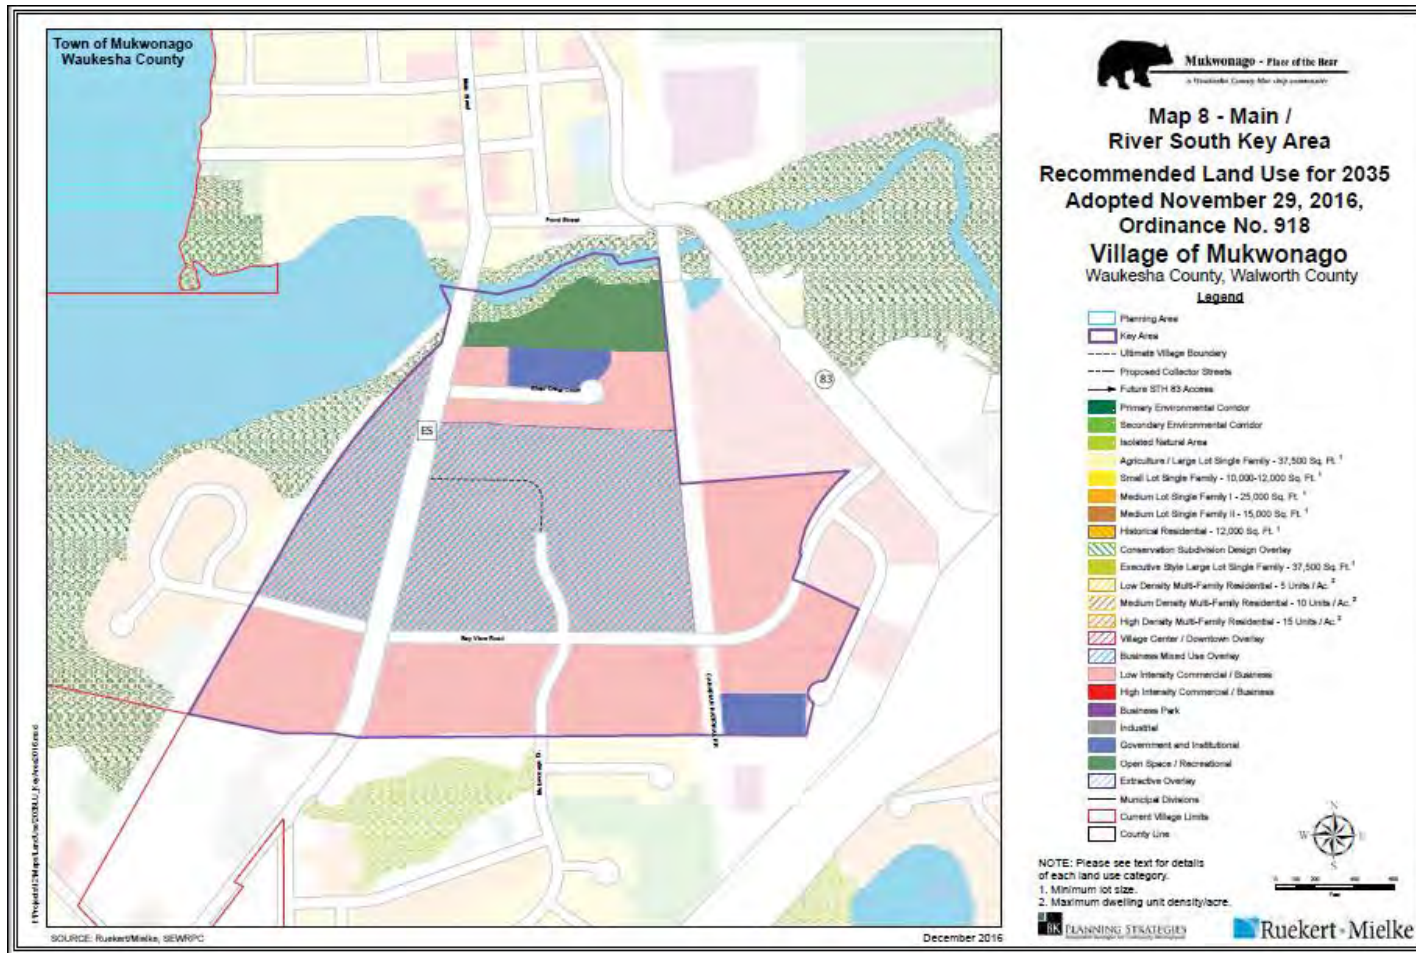 Town of Mukwonago
Waukesha County
Main Street
Pond Street
ES
83
Bay View Road
Mukwonago Dr
Mukwonago - Place of the Bear
Map 8 - Main /
River South Key Area
Recommended Land Use for 2035
Adopted November 29, 2016,
Ordinance No. 918
Village of Mukwonago
Waukesha County, Walworth County
Legend
Planning Area
Key Area
Ultimate Village Boundary
Proposed Collector Streets
Future STH 83 Access
Primary Environmental Corridor
Secondary Environmental Corridor
Isolated Natural Area
Agriculture / Large Lot Single Family - 37,500 Sq. Ft. 1
Small Lot Single Family - 10,000-12,000 Sq. Ft. 1
Medium Lot Single Family I - 25,000 Sq. Ft. 1
Medium Lot Single Family II - 15,000 Sq. Ft. 1
Historical Residential - 12,000 Sq. Ft. 1
Conservation Subdivision Design Overlay
Executive Style Large Lot Single Family - 37,500 Sq. Ft. 1
Low Density Multi-Family Residential - 5 Units / Ac. 2
Medium Density Multi-Family Residential - 10 Units / Ac. 2
High Density Multi-Family Residential - 15 Units / Ac. 2
Village Center / Downtown Overlay
Business Mixed Use Overlay
Low Intensity Commercial / Business
High Intensity Commercial / Business
Business Park
Industrial
Government and Institutional
Open Space / Recreational
Extractive Overlay
Municipal Divisions
Current Village Limits
County Line
N
W E
S
NOTE: Please see text for details
of each land use category.
1. Minimum lot size.
2. Maximum dwelling unit density/acre.
Feet
BK PLANNING STRATEGIES
Ruekert·Mielke
SOURCE: Ruekert/Mielke, SEWRPC
December 2016